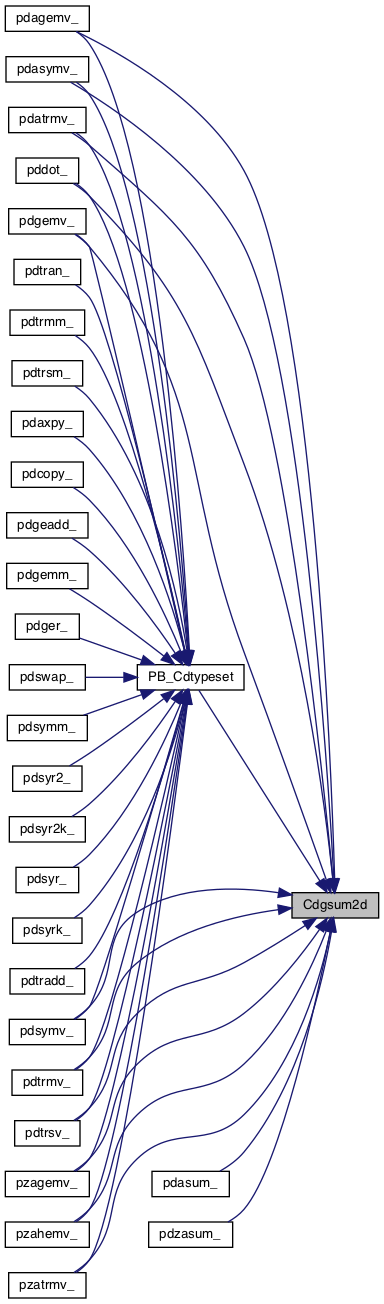 pdagemv_
pdasymv_
pdatrmv_
pddot_
pdgemv_
pdtran_
pdtrmm_
pdtrsm_
pdaxpy_
pdcopy_
pdgeadd_
pdgemm_
pdger_
pdswap_
PB_Cdtypeset
pdsymm_
pdsyr2_
pdsyr2k_
pdsyr_
Cdgsum2d
pdsyrk_
pdtradd_
pdsymv_
pdtrmv_
pdtrsv_
pzagemv_
pdasum_
pzahemv_
pdzasum_
pzatrmv_